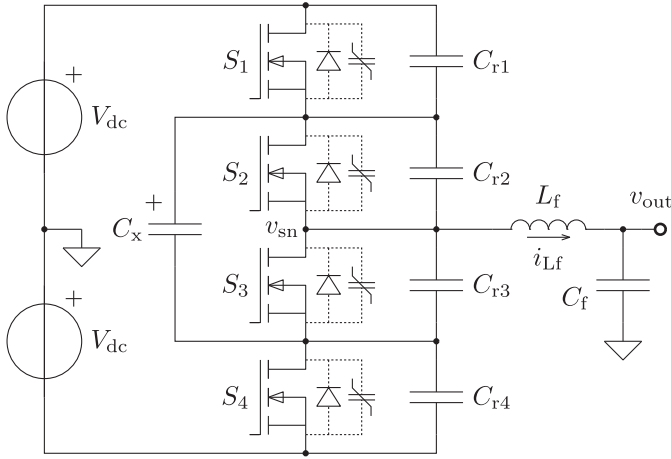 S1
Cr1
+
Vdc
+
S2
Cr2
Cx
vsn
Lf
vout
iLf
S3
Cr3
Cf
+
Vdc
S4
Cr4